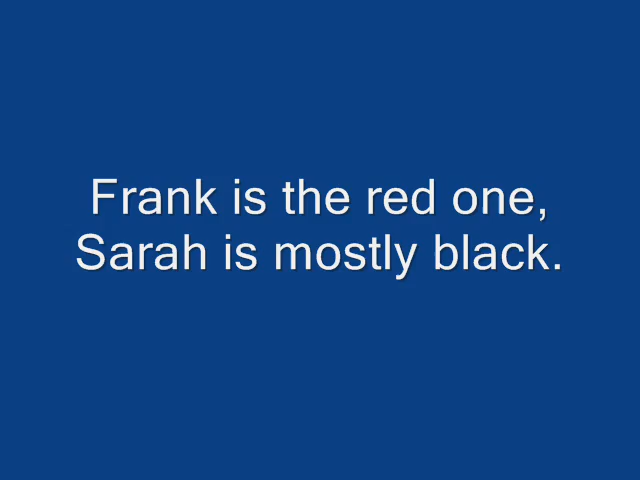 Frank is the red one,
Sarah is mostly black.